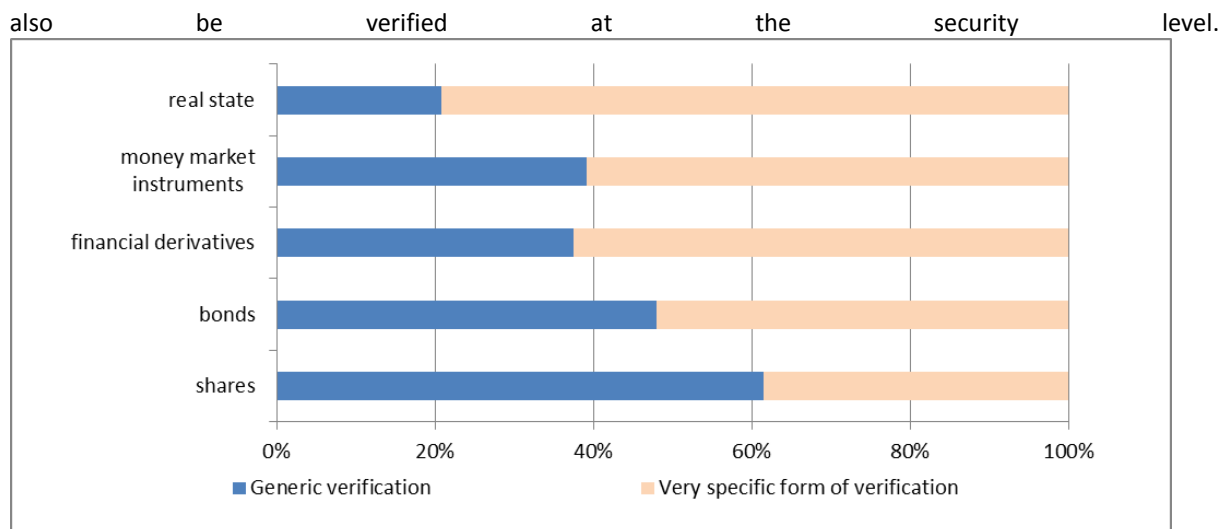 also be verified at the security level.
real state
money market
instruments
financial derivatives
bonds
shares
0% 20% 40% 60% 80% 100%
Generic verification Very specific form of verification